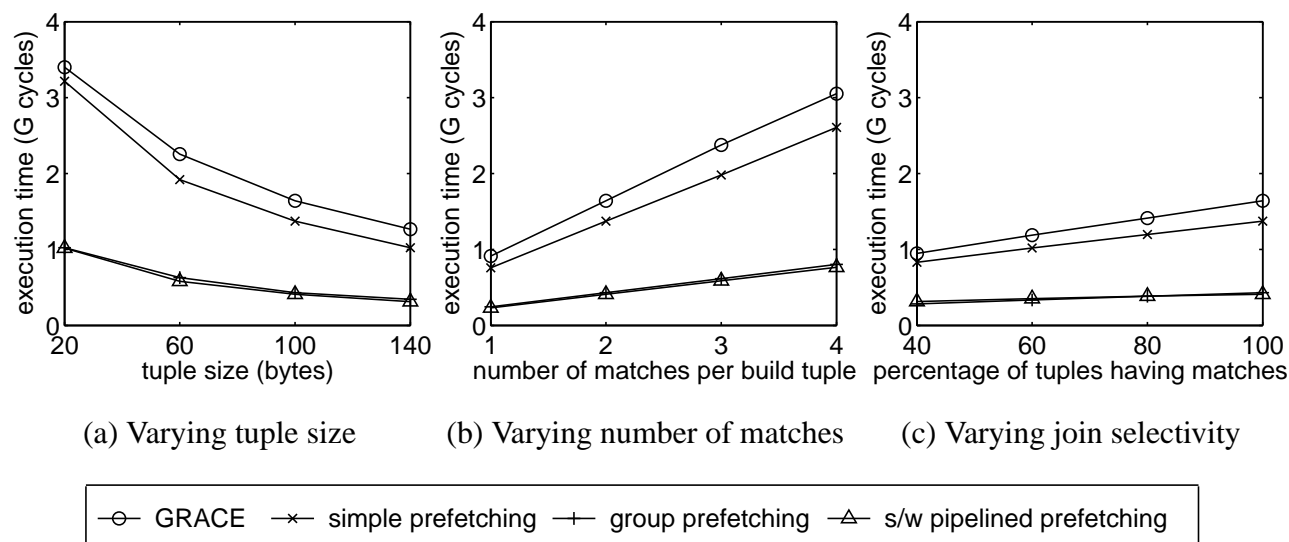 execution time (G cycles)
4
3
2
1
0
20 60 100 140
tuple size (bytes)
(a) Varying tuple size
execution time (G cycles)
4
3
2
1
0
1 2 3 4
number of matches per build tuple
(b) Varying number of matches
execution time (G cycles)
4
3
2
1
0
40 60 80 100
percentage of tuples having matches
(c) Varying join selectivity
GRACE simple prefetching group prefetching s/w pipelined prefetching